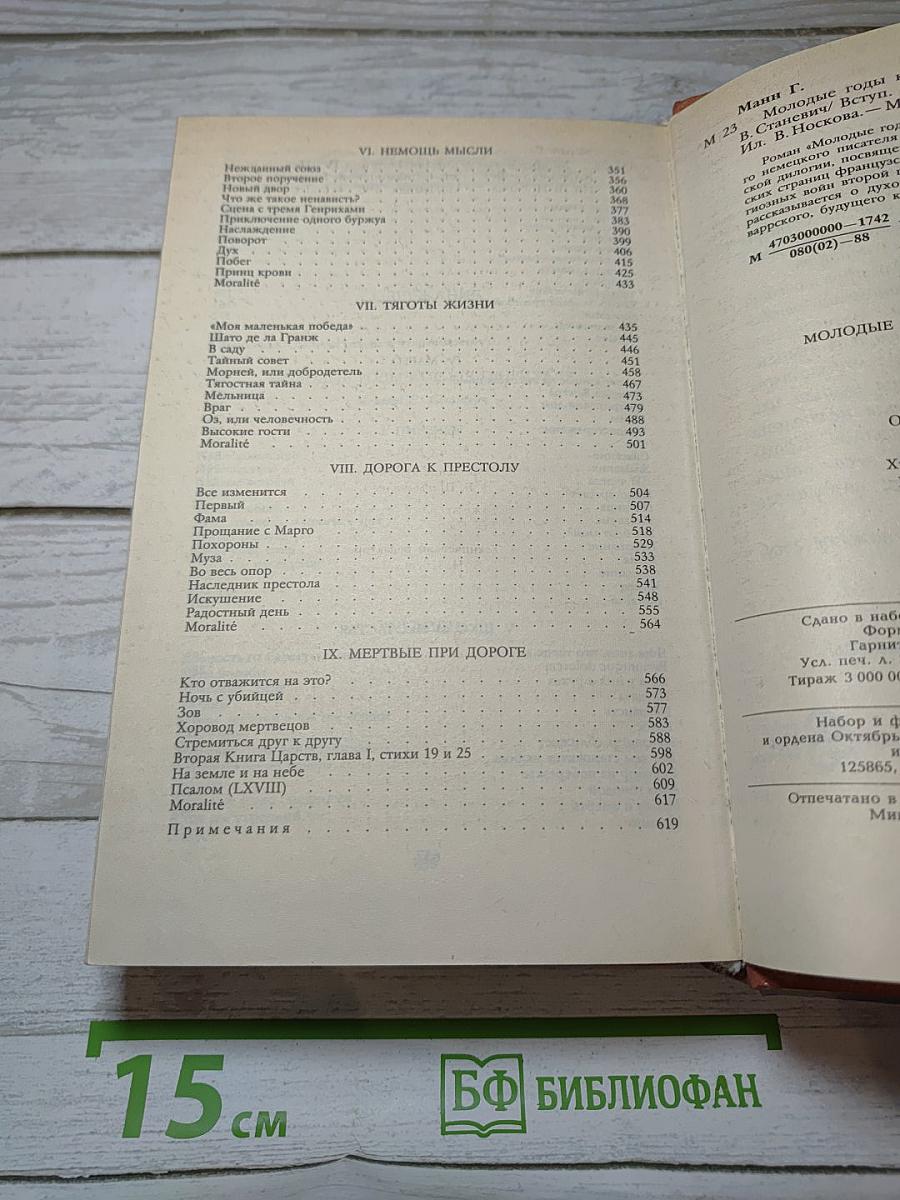 VI. НЕМОЩЬ МЫСЛИ
Нежданный союз . . . 351
Второе поручение . . . 356
Новый двор . . . 360
Что же такое ненависть? . . . 368
Сцена с тремя Генрихами . . . 377
Приключение одного буржуа . . . 383
Наслаждение . . . 390
Поворот . . . 399
Дух . . . 406
Побег . . . 415
Принц крови . . . 425
Moralité . . . 433
VII. ТЯГОТЫ ЖИЗНИ
«Моя маленькая победа» . . . 435
Шато де ла Гранж . . . 445
В саду . . . 446
Тайный совет . . . 451
Морней, или добродетель . . . 458
Тягостная тайна . . . 467
Мельница . . . 473
Враг . . . 479
Оз, или человечность . . . 488
Высокие гости . . . 493
Moralité . . . 501
VIII. ДОРОГА К ПРЕСТОЛУ
Все изменится . . . 504
Первый . . . 507
Фама . . . 514
Прощание с Марго . . . 518
Похороны . . . 529
Муза . . . 533
Во весь опор . . . 538
Наследник престола . . . 541
Искушение . . . 548
Радостный день . . . 555
Moralité . . . 564
IX. МЕРТВЫЕ ПРИ ДОРОГЕ
Кто отважится на это? . . . 566
Ночь с убийцей . . . 573
Зов . . . 577
Хоровод мертвецов . . . 583
Стремиться друг к другу . . . 588
Вторая Книга Царств, глава I, стихи 19 и 25 . . . 598
На земле и на небе . . . 602
Псалом (LXVIII) . . . 609
Moralité . . . 617
Примечания . . . 619
Манн Г.
М 23 Молодые годы
В. Станевич/ Вступ.
Ил. В. Носкова.— М
Роман «Молодые год
го немецкого писателя
ской дилогии, посвяще
ских страниц французс
гиозных войн второй п
рассказывается о духо
варрского, будущего к
М 4703000000—1742
080(02)—88
МОЛОДЫЕ
О
Х
Сдано в набо
Форм
Гарнит
Усл. печ. л.
Тираж 3 000 00
Набор и ф
и ордена Октябрь
и
125865,
Отпечатано в
Ми
15 см
БФ БИБЛИОФАН